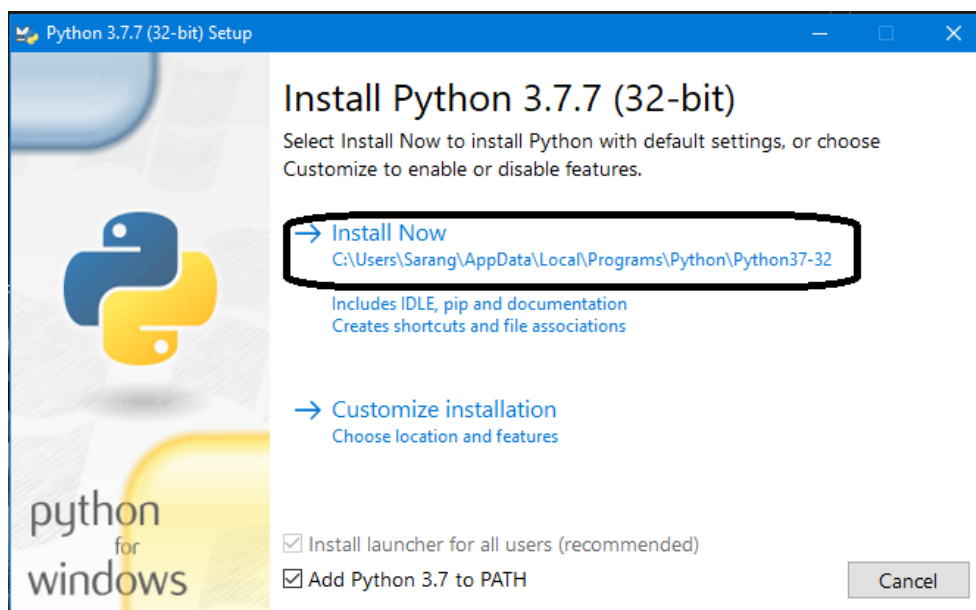 Python 3.7.7 (32-bit) Setup
Install Python 3.7.7 (32-bit)
Select Install Now to install Python with default settings, or choose
Customize to enable or disable features.
Install Now
C:\Users\Sarang\AppData\Local\Programs\Python\Python37-32
Includes IDLE, pip and documentation
Creates shortcuts and file associations
Customize installation
Choose location and features
python
for
windows
Install launcher for all users (recommended)
Add Python 3.7 to PATH
Cancel